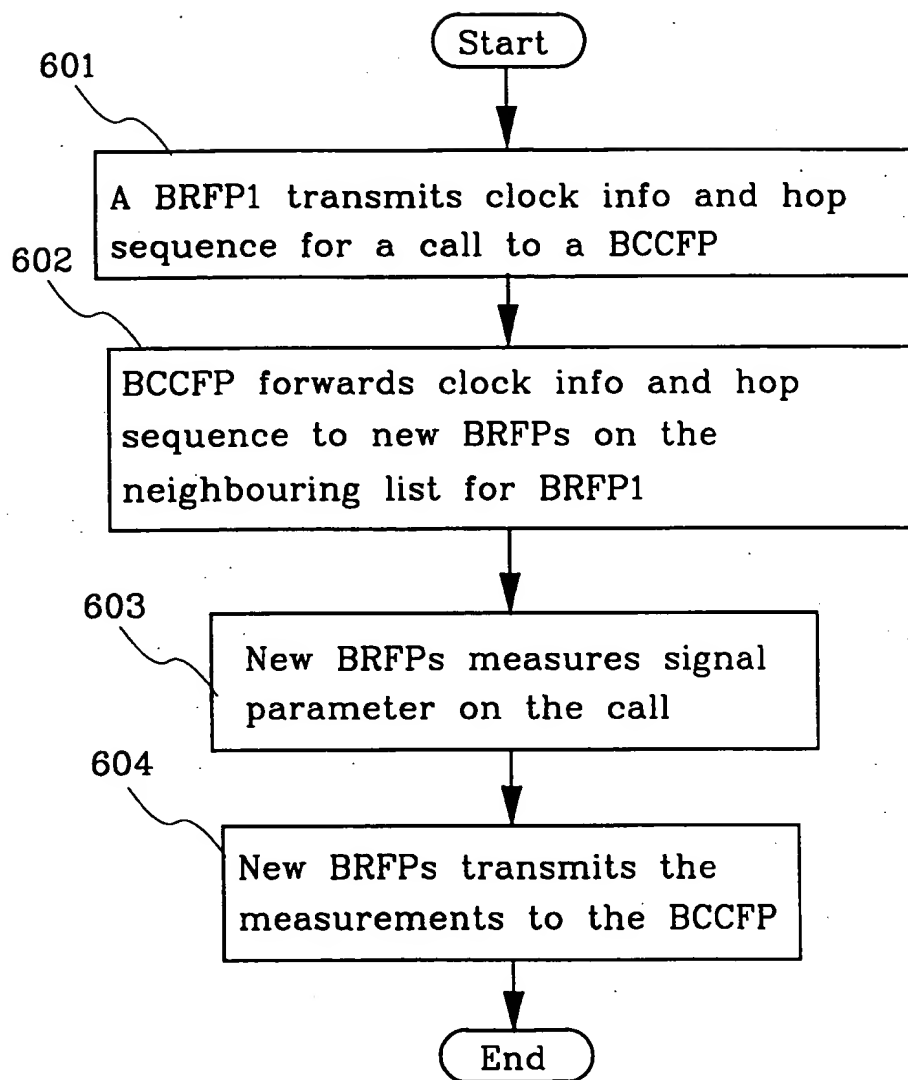 Start
601
A BRFP1 transmits clock info and hop
sequence for a call to a BCCFP
602
BCCFP forwards clock info and hop
sequence to new BRFPs on the
neighbouring list for BRFP1
603
New BRFPs measures signal
parameter on the call
604
New BRFPs transmits the
measurements to the BCCFP
End